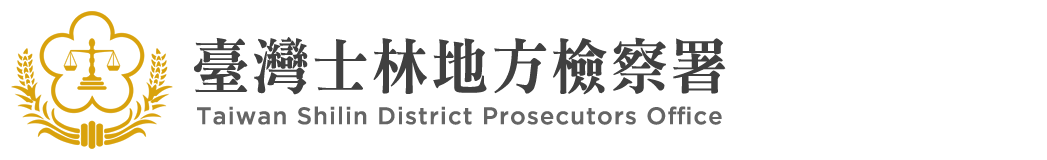 臺灣士林地方檢察署
Taiwan Shilin District Prosecutors Office